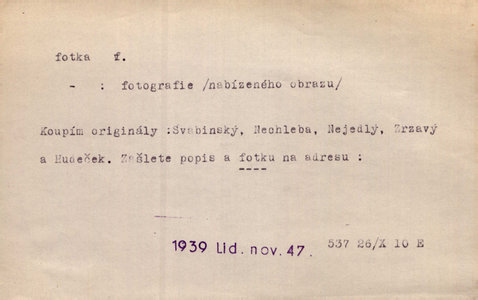 fotka f.
- : fotografie /nabízeného obrazu/
Koupím originály :Švabinský, Nechleba, Nejedlý, Zrzavý
a Hudeček. Zašlete popis a fotku na adresu :
1939 Lid. nov. 47. 537 26/X 10 E